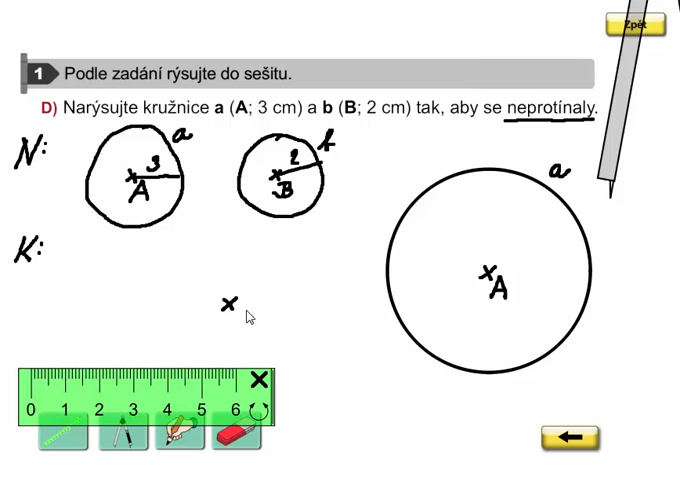 Zpět
1 Podle zadání rýsujte do sešitu.
D) Narýsujte kružnice a (A; 3 cm) a b (B; 2 cm) tak, aby se neprotínaly.
N:
a
3
A
b
2
B
a
A
K:
0 1 2 3 4 5 6